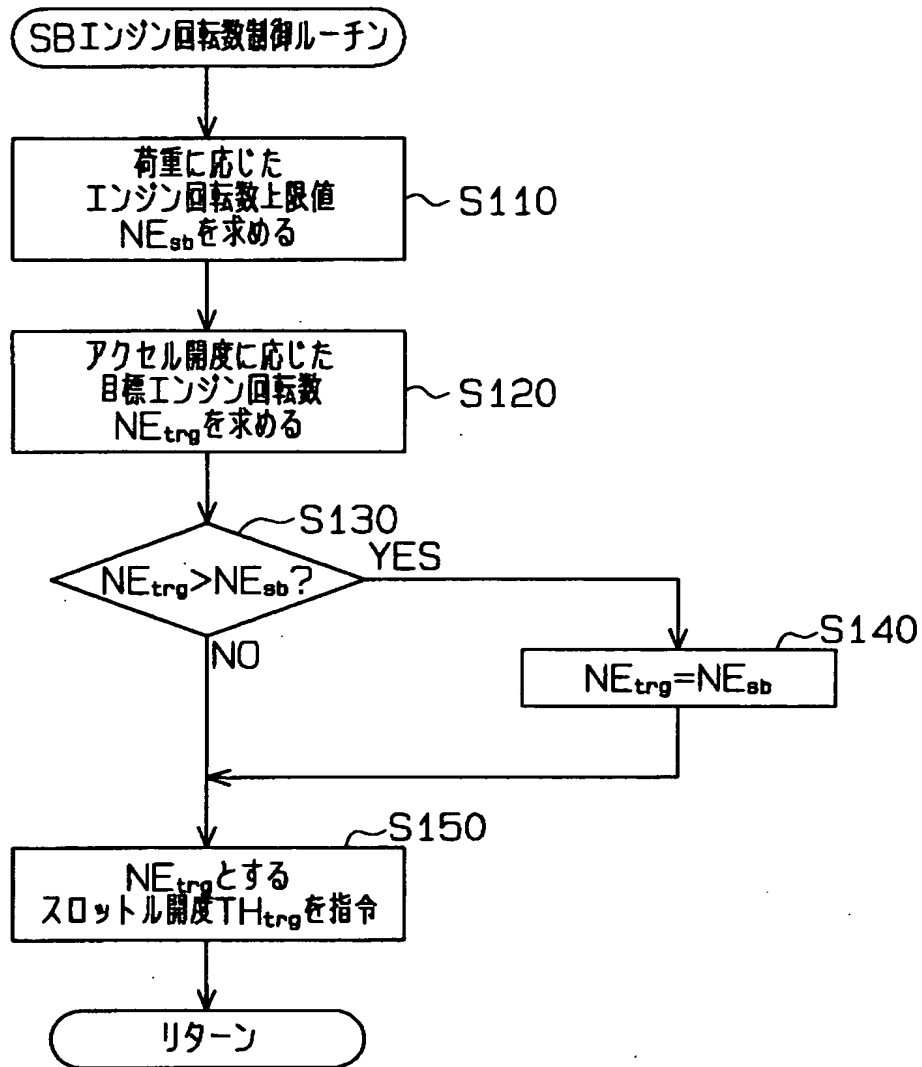 SBエンジン回転数制御ルーチン
荷重に応じた
エンジン回転数上限値
NEsbを求める
S110
アクセル開度に応じた
目標エンジン回転数
NEtrgを求める
S120
S130
NEtrg>NEsb?
YES
NO
S140
NEtrg=NEsb
S150
NEtrgとする
スロットル開度THtrgを指令
リターン